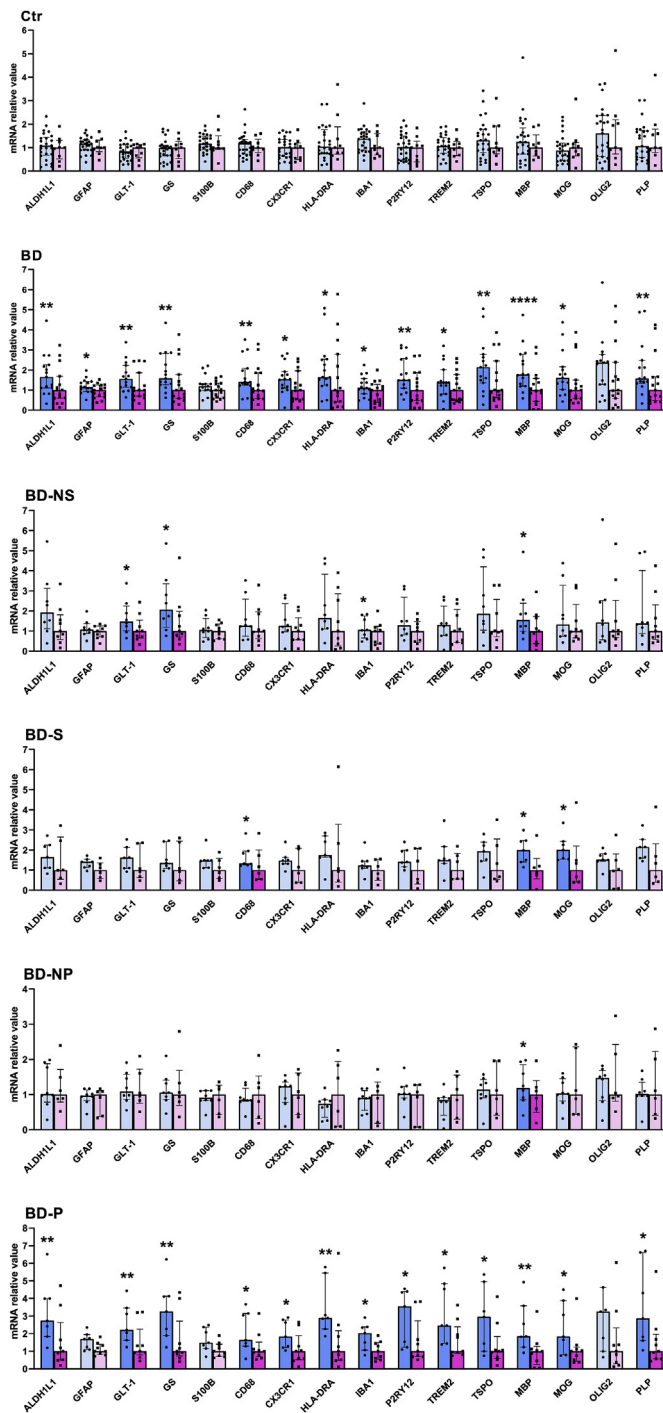 Ctr
mRNA relative value
6
5
4
3
2
1
0
ALDH1L1 GFAP GLT-1 GS S100B CD68 CX3CR1 HLA-DRA IBA1 P2RY12 TREM2 TSPO MBP MOG OLIG2 PLP
BD
mRNA relative value
7
6
5
4
3
2
1
0
** * ** ** ** * * * ** * ** **** * **
ALDH1L1 GFAP GLT-1 GS S100B CD68 CX3CR1 HLA-DRA IBA1 P2RY12 TREM2 TSPO MBP MOG OLIG2 PLP
BD-NS
mRNA relative value
7
6
5
4
3
2
1
0
* * * *
ALDH1L1 GFAP GLT-1 GS S100B CD68 CX3CR1 HLA-DRA IBA1 P2RY12 TREM2 TSPO MBP MOG OLIG2 PLP
BD-S
mRNA relative value
7
6
5
4
3
2
1
0
* * *
ALDH1L1 GFAP GLT-1 GS S100B CD68 CX3CR1 HLA-DRA IBA1 P2RY12 TREM2 TSPO MBP MOG OLIG2 PLP
BD-NP
mRNA relative value
4
3
2
1
0
*
ALDH1L1 GFAP GLT-1 GS S100B CD68 CX3CR1 HLA-DRA IBA1 P2RY12 TREM2 TSPO MBP MOG OLIG2 PLP
BD-P
mRNA relative value
8
7
6
5
4
3
2
1
0
** ** ** * * ** * * * * ** * *
ALDH1L1 GFAP GLT-1 GS S100B CD68 CX3CR1 HLA-DRA IBA1 P2RY12 TREM2 TSPO MBP MOG OLIG2 PLP